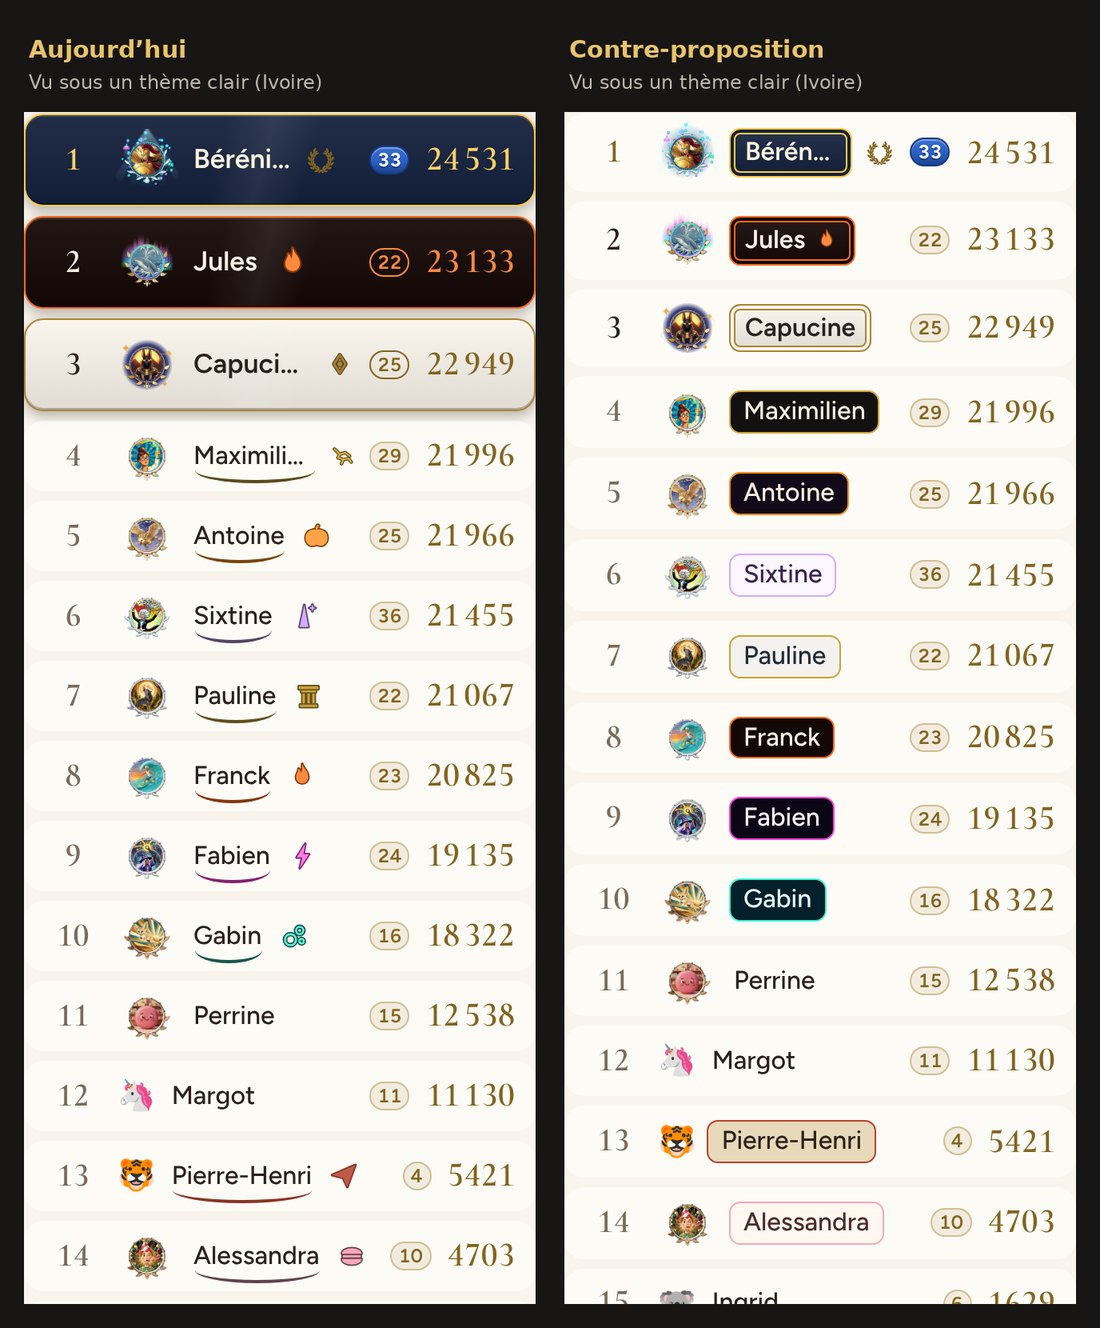 Aujourd’hui
Vu sous un thème clair (Ivoire)
1 Béréni... 33 24 531
2 Jules 22 23 133
3 Capuci... 25 22 949
4 Maximili... 29 21 996
5 Antoine 25 21 966
6 Sixtine 36 21 455
7 Pauline 22 21 067
8 Franck 23 20 825
9 Fabien 24 19 135
10 Gabin 16 18 322
11 Perrine 15 12 538
12 Margot 11 11 130
13 Pierre-Henri 4 5421
14 Alessandra 10 4703
Contre-proposition
Vu sous un thème clair (Ivoire)
1 Bérén... 33 24 531
2 Jules 22 23 133
3 Capucine 25 22 949
4 Maximilien 29 21 996
5 Antoine 25 21 966
6 Sixtine 36 21 455
7 Pauline 22 21 067
8 Franck 23 20 825
9 Fabien 24 19 135
10 Gabin 16 18 322
11 Perrine 15 12 538
12 Margot 11 11 130
13 Pierre-Henri 4 5421
14 Alessandra 10 4703
15 Ingrid 6 1629